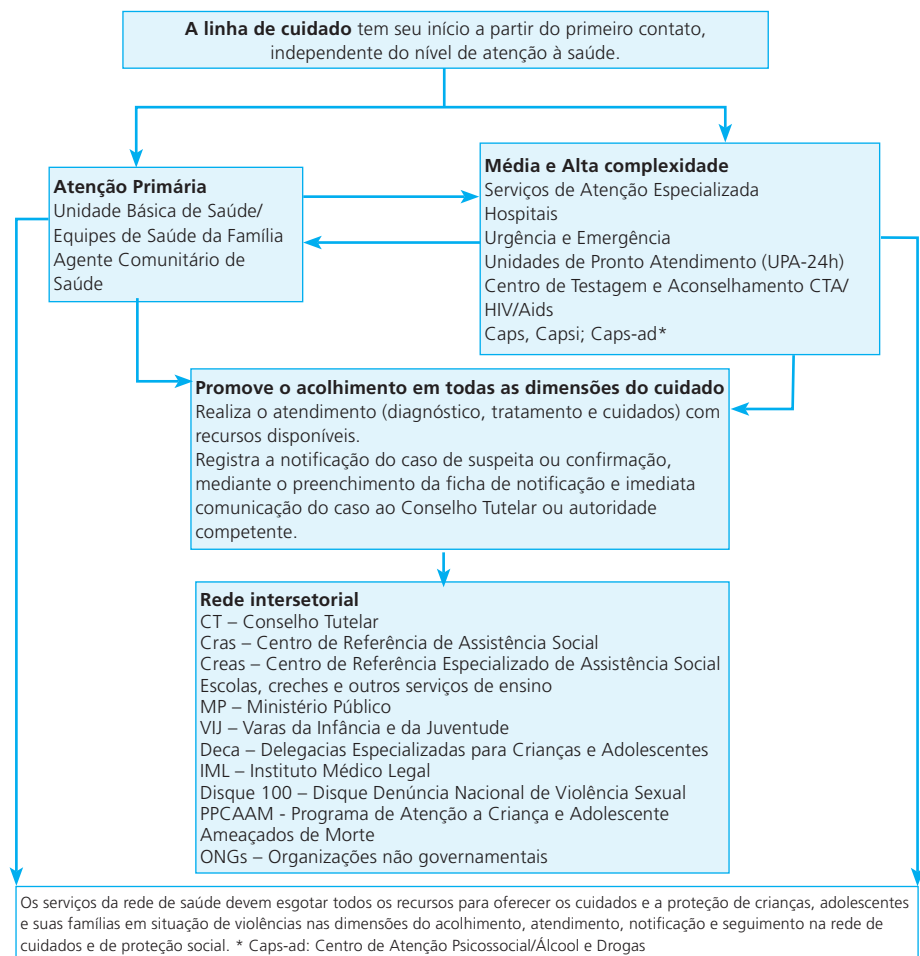 A linha de cuidado tem seu início a partir do primeiro contato,
independente do nível de atenção à saúde.
Atenção Primária
Unidade Básica de Saúde/
Equipes de Saúde da Família
Agente Comunitário de
Saúde
Média e Alta complexidade
Serviços de Atenção Especializada
Hospitais
Urgência e Emergência
Unidades de Pronto Atendimento (UPA-24h)
Centro de Testagem e Aconselhamento CTA/
HIV/Aids
Caps, Capsi; Caps-ad*
Promove o acolhimento em todas as dimensões do cuidado
Realiza o atendimento (diagnóstico, tratamento e cuidados) com
recursos disponíveis.
Registra a notificação do caso de suspeita ou confirmação,
mediante o preenchimento da ficha de notificação e imediata
comunicação do caso ao Conselho Tutelar ou autoridade
competente.
Rede intersetorial
CT – Conselho Tutelar
Cras – Centro de Referência de Assistência Social
Creas – Centro de Referência Especializado de Assistência Social
Escolas, creches e outros serviços de ensino
MP – Ministério Público
VIJ – Varas da Infância e da Juventude
Deca – Delegacias Especializadas para Crianças e Adolescentes
IML – Instituto Médico Legal
Disque 100 – Disque Denúncia Nacional de Violência Sexual
PPCAAM - Programa de Atenção a Criança e Adolescente
Ameaçados de Morte
ONGs – Organizações não governamentais
Os serviços da rede de saúde devem esgotar todos os recursos para oferecer os cuidados e a proteção de crianças, adolescentes
e suas famílias em situação de violências nas dimensões do acolhimento, atendimento, notificação e seguimento na rede de
cuidados e de proteção social. * Caps-ad: Centro de Atenção Psicossocial/Álcool e Drogas